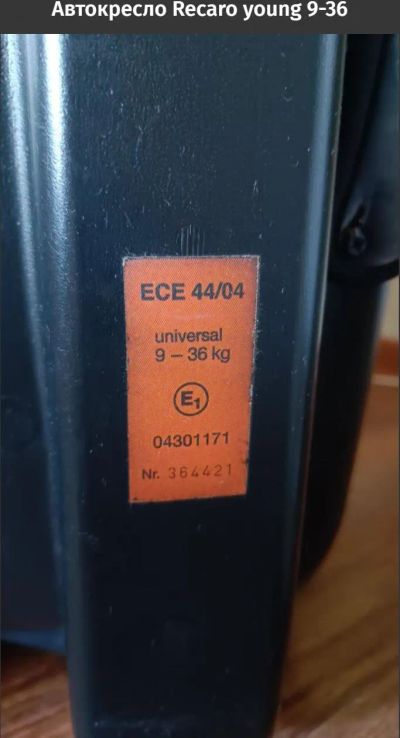 Автокресло Recaro young 9-36
ECE 44/04
universal
9 – 36 kg
E1
04301171
Nr. 364421